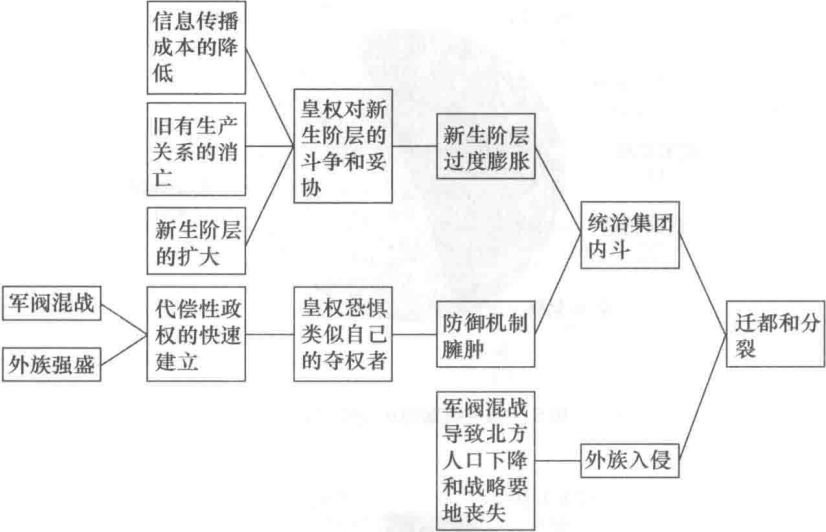 信息传播
成本的降
低
旧有生产
关系的消
亡
新生阶层
的扩大
皇权对新
生阶层的
斗争和妥
协
新生阶层
过度膨胀
统治集团
内斗
军阀混战
外族强盛
代偿性政
权的快速
建立
皇权恐惧
类似自己
的夺权者
防御机制
臃肿
迁都和分
裂
军阀混战
导致北方
人口下降
和战略要
地丧失
外族入侵